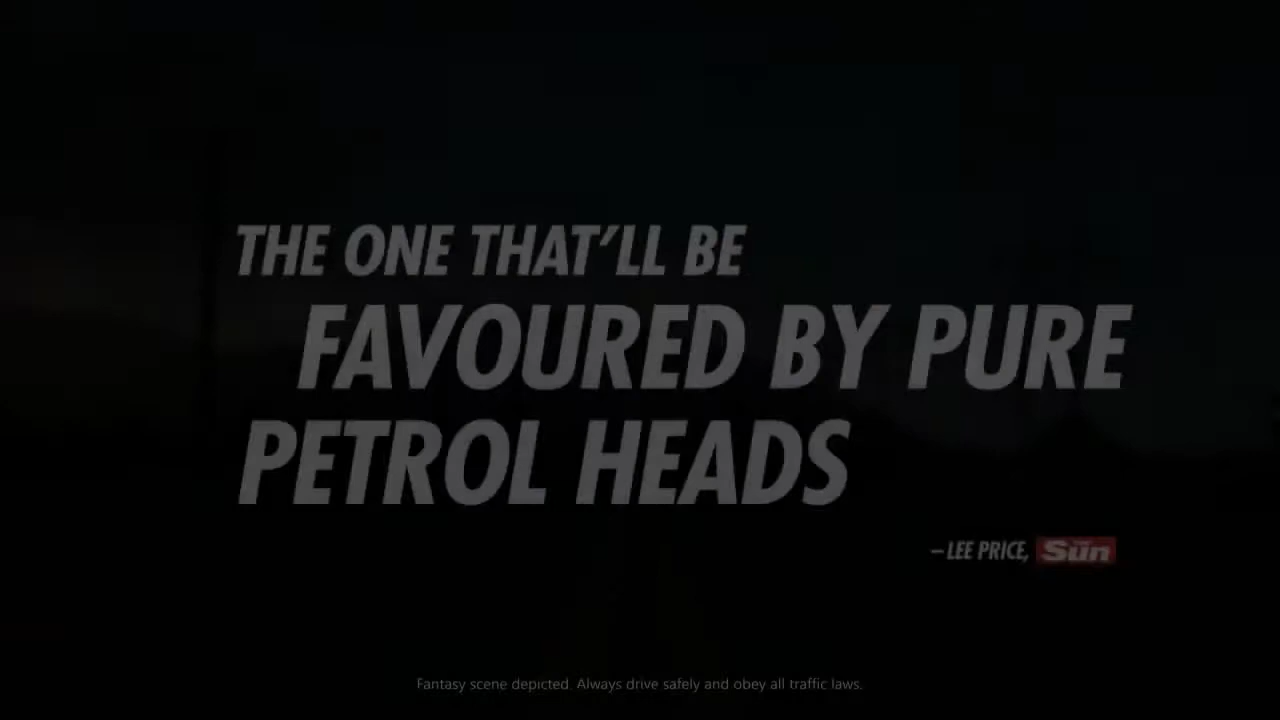 THE ONE THAT'LL BE
FAVOURED BY PURE
PETROL HEADS
– LEE PRICE, THE Sun
Fantasy scene depicted. Always drive safely and obey all traffic laws.